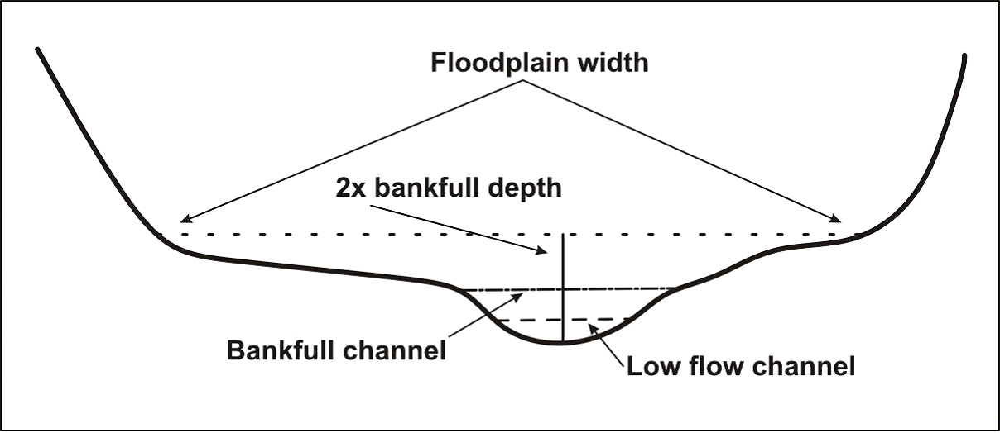 Floodplain width
2x bankfull depth
Bankfull channel
Low flow channel